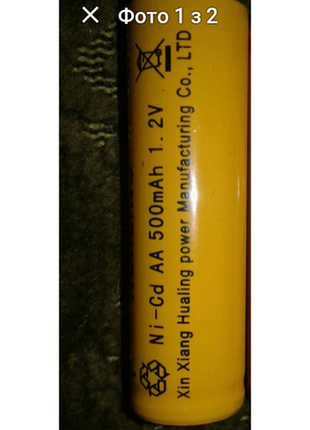 Фото 1 з 2
Ni-Cd AA 500mAh 1.2V
Xin Xiang Hualing power Manufacturing Co., LTD